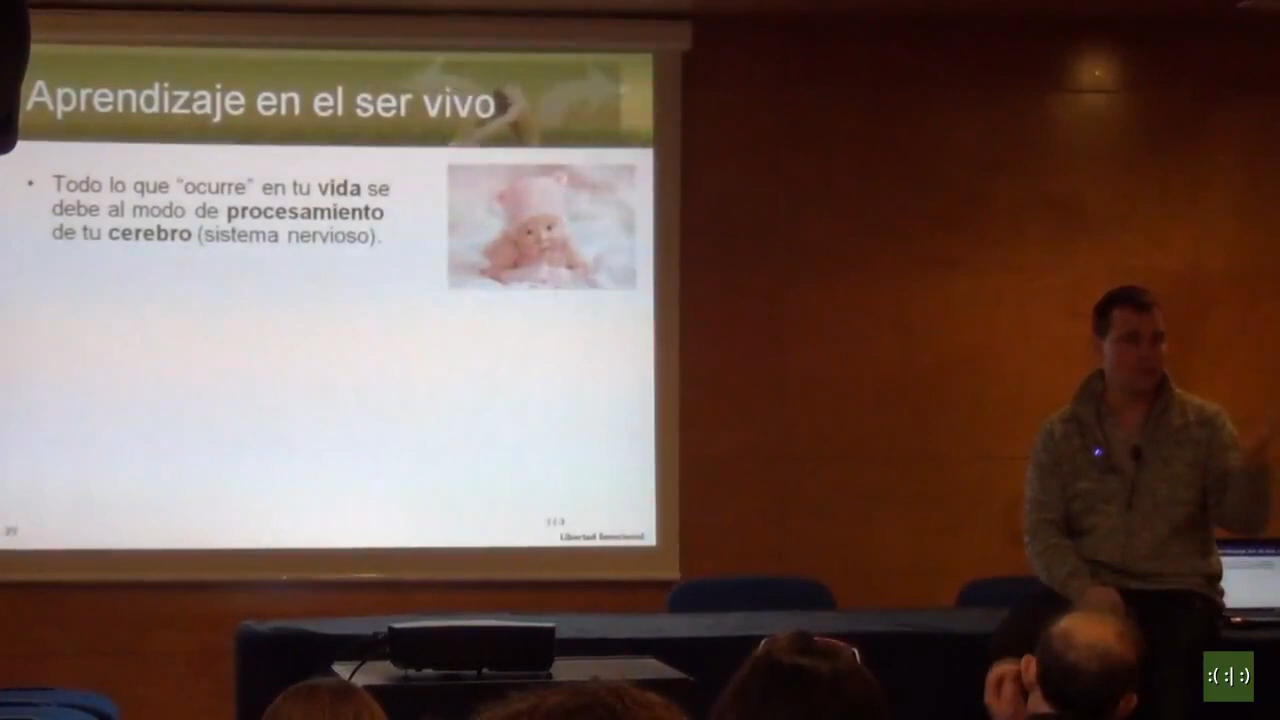 Aprendizaje en el ser vivo
• Todo lo que "ocurre" en tu vida se
debe al modo de procesamiento
de tu cerebro (sistema nervioso).
Libertad Emocional
:( :| :)